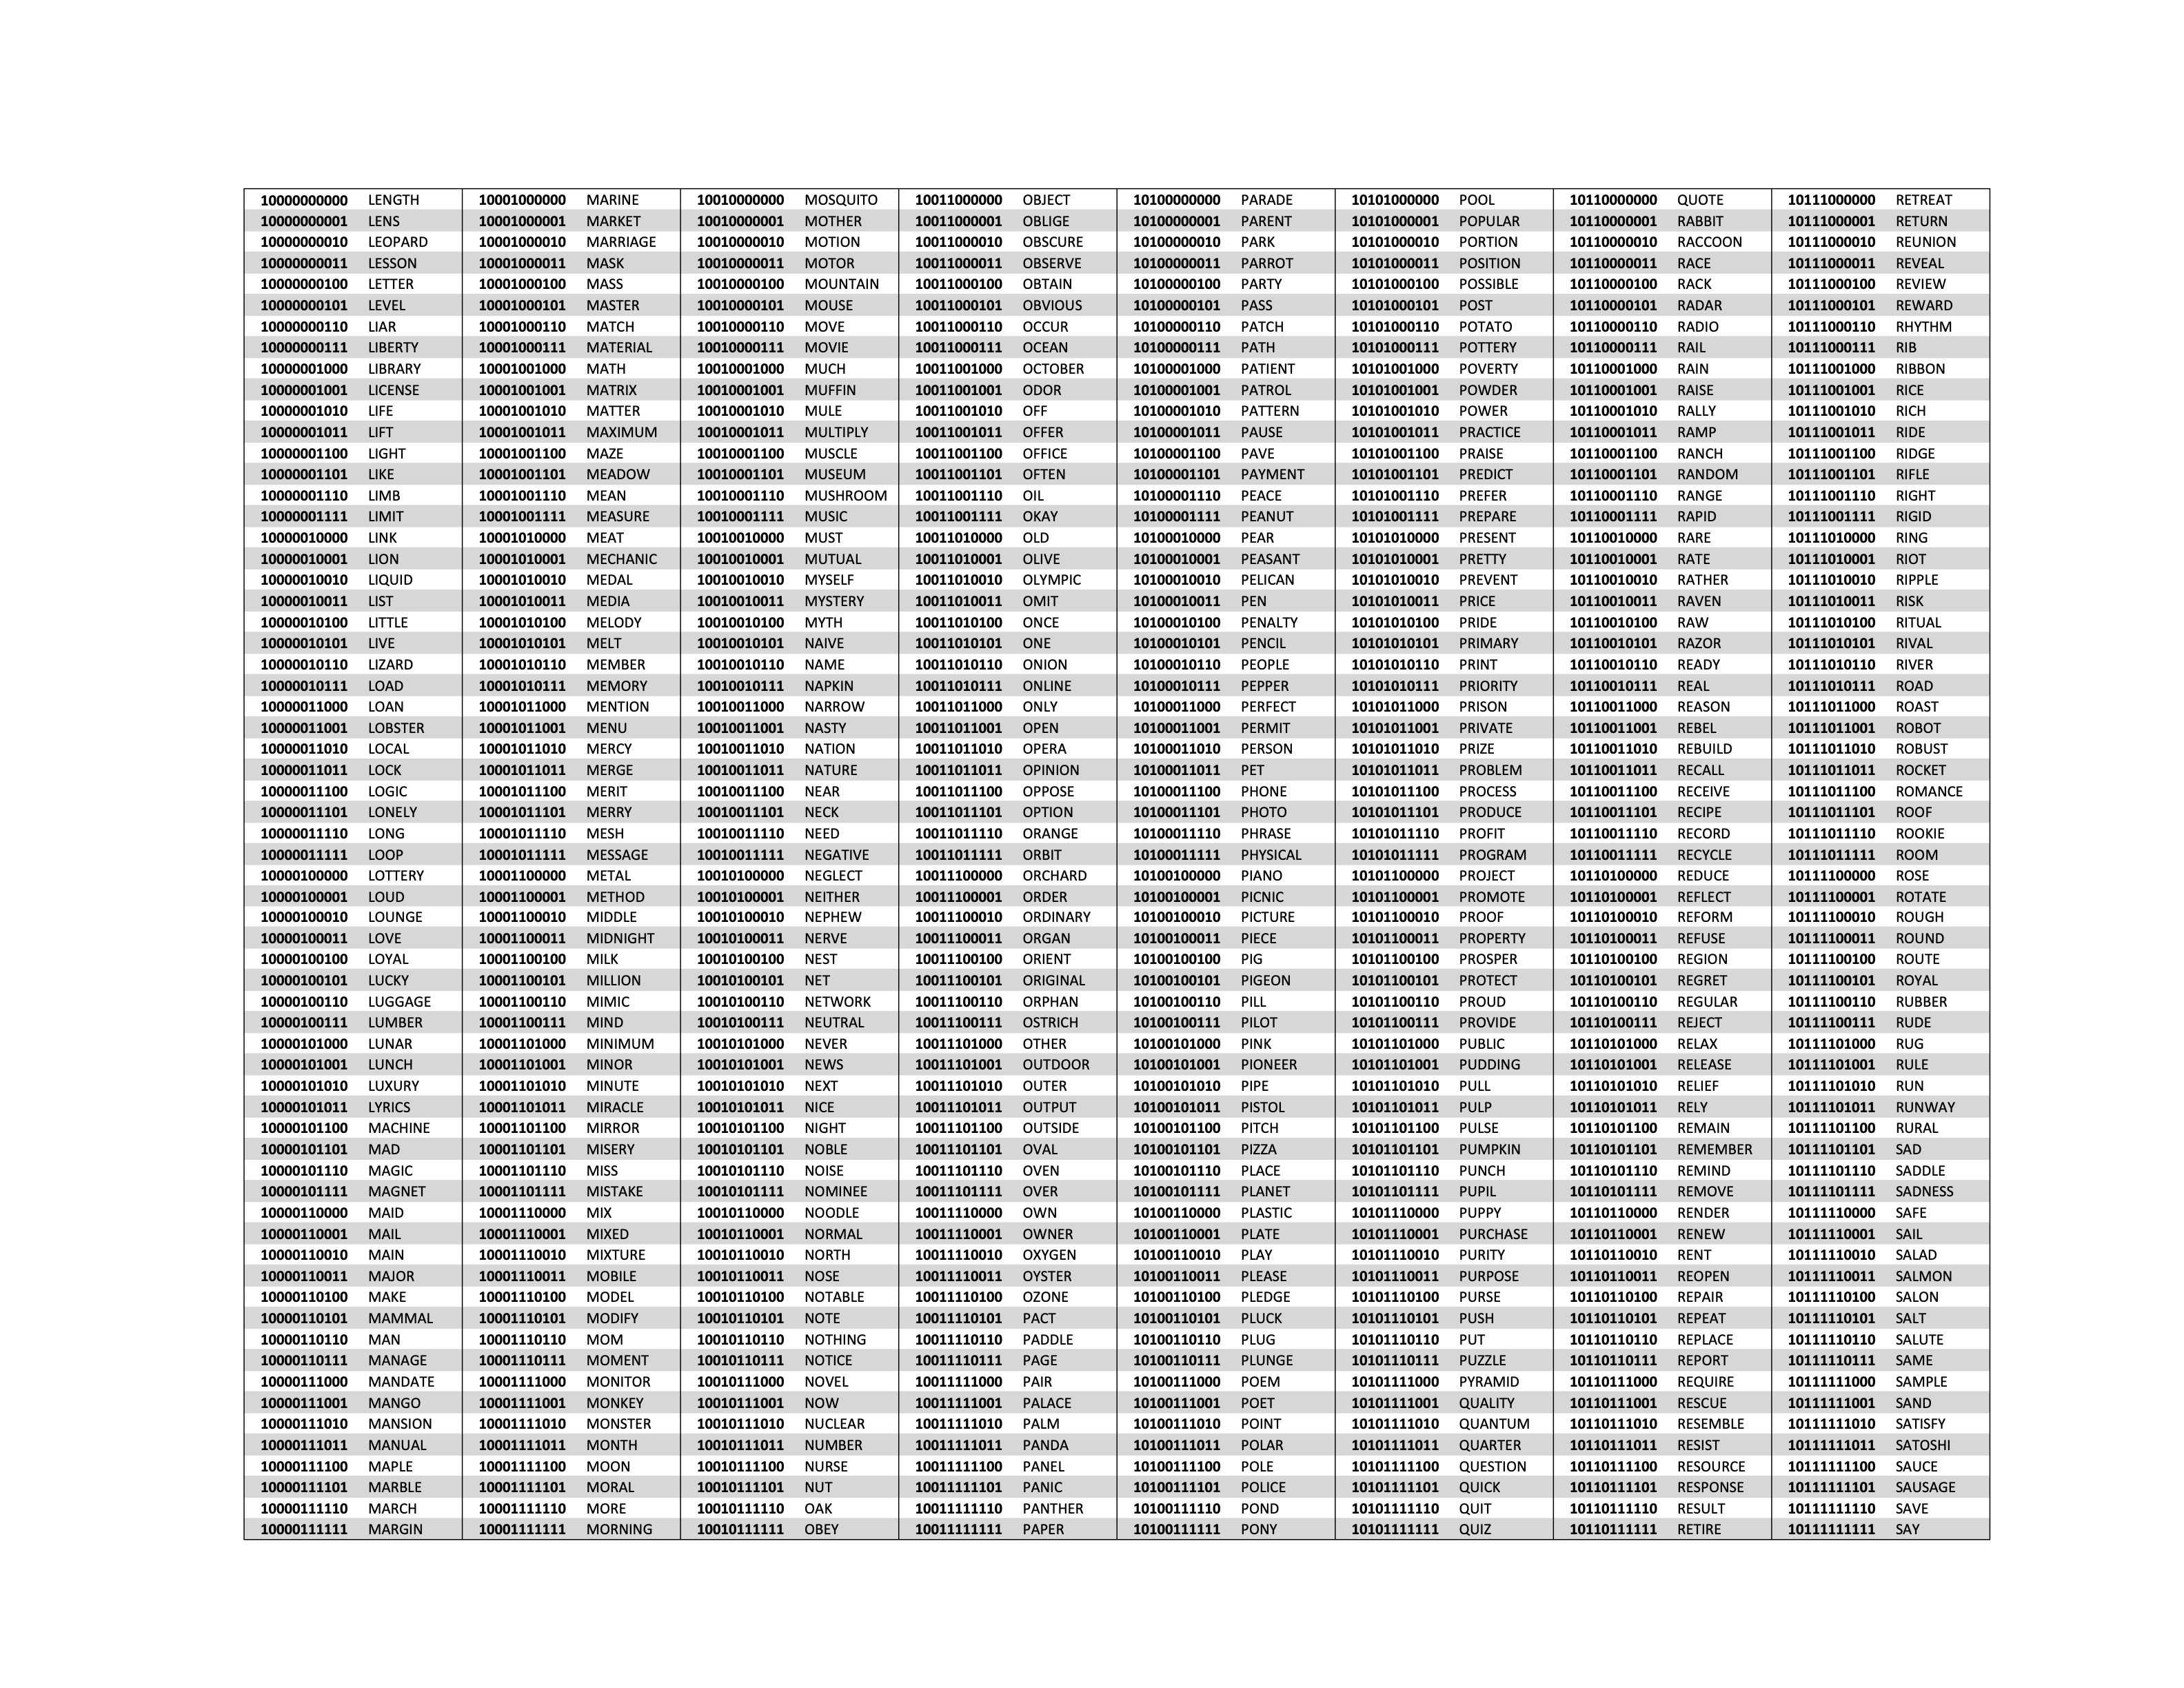 10000000000 LENGTH 10001000000 MARINE 10010000000 MOSQUITO 10011000000 OBJECT 10100000000 PARADE 10101000000 POOL 10110000000 QUOTE 10111000000 RETREAT
10000000001 LENS 10001000001 MARKET 10010000001 MOTHER 10011000001 OBLIGE 10100000001 PARENT 10101000001 POPULAR 10110000001 RABBIT 10111000001 RETURN
10000000010 LEOPARD 10001000010 MARRIAGE 10010000010 MOTION 10011000010 OBSCURE 10100000010 PARK 10101000010 PORTION 10110000010 RACCOON 10111000010 REUNION
10000000011 LESSON 10001000011 MASK 10010000011 MOTOR 10011000011 OBSERVE 10100000011 PARROT 10101000011 POSITION 10110000011 RACE 10111000011 REVEAL
10000000100 LETTER 10001000100 MASS 10010000100 MOUNTAIN 10011000100 OBTAIN 10100000100 PARTY 10101000100 POSSIBLE 10110000100 RACK 10111000100 REVIEW
10000000101 LEVEL 10001000101 MASTER 10010000101 MOUSE 10011000101 OBVIOUS 10100000101 PASS 10101000101 POST 10110000101 RADAR 10111000101 REWARD
10000000110 LIAR 10001000110 MATCH 10010000110 MOVE 10011000110 OCCUR 10100000110 PATCH 10101000110 POTATO 10110000110 RADIO 10111000110 RHYTHM
10000000111 LIBERTY 10001000111 MATERIAL 10010000111 MOVIE 10011000111 OCEAN 10100000111 PATH 10101000111 POTTERY 10110000111 RAIL 10111000111 RIB
10000001000 LIBRARY 10001001000 MATH 10010001000 MUCH 10011001000 OCTOBER 10100001000 PATIENT 10101001000 POVERTY 10110001000 RAIN 10111001000 RIBBON
10000001001 LICENSE 10001001001 MATRIX 10010001001 MUFFIN 10011001001 ODOR 10100001001 PATROL 10101001001 POWDER 10110001001 RAISE 10111001001 RICE
10000001010 LIFE 10001001010 MATTER 10010001010 MULE 10011001010 OFF 10100001010 PATTERN 10101001010 POWER 10110001010 RALLY 10111001010 RICH
10000001011 LIFT 10001001011 MAXIMUM 10010001011 MULTIPLY 10011001011 OFFER 10100001011 PAUSE 10101001011 PRACTICE 10110001011 RAMP 10111001011 RIDE
10000001100 LIGHT 10001001100 MAZE 10010001100 MUSCLE 10011001100 OFFICE 10100001100 PAVE 10101001100 PRAISE 10110001100 RANCH 10111001100 RIDGE
10000001101 LIKE 10001001101 MEADOW 10010001101 MUSEUM 10011001101 OFTEN 10100001101 PAYMENT 10101001101 PREDICT 10110001101 RANDOM 10111001101 RIFLE
10000001110 LIMB 10001001110 MEAN 10010001110 MUSHROOM 10011001110 OIL 10100001110 PEACE 10101001110 PREFER 10110001110 RANGE 10111001110 RIGHT
10000001111 LIMIT 10001001111 MEASURE 10010001111 MUSIC 10011001111 OKAY 10100001111 PEANUT 10101001111 PREPARE 10110001111 RAPID 10111001111 RIGID
10000010000 LINK 10001010000 MEAT 10010010000 MUST 10011010000 OLD 10100010000 PEAR 10101010000 PRESENT 10110010000 RARE 10111010000 RING
10000010001 LION 10001010001 MECHANIC 10010010001 MUTUAL 10011010001 OLIVE 10100010001 PEASANT 10101010001 PRETTY 10110010001 RATE 10111010001 RIOT
10000010010 LIQUID 10001010010 MEDAL 10010010010 MYSELF 10011010010 OLYMPIC 10100010010 PELICAN 10101010010 PREVENT 10110010010 RATHER 10111010010 RIPPLE
10000010011 LIST 10001010011 MEDIA 10010010011 MYSTERY 10011010011 OMIT 10100010011 PEN 10101010011 PRICE 10110010011 RAVEN 10111010011 RISK
10000010100 LITTLE 10001010100 MELODY 10010010100 MYTH 10011010100 ONCE 10100010100 PENALTY 10101010100 PRIDE 10110010100 RAW 10111010100 RITUAL
10000010101 LIVE 10001010101 MELT 10010010101 NAIVE 10011010101 ONE 10100010101 PENCIL 10101010101 PRIMARY 10110010101 RAZOR 10111010101 RIVAL
10000010110 LIZARD 10001010110 MEMBER 10010010110 NAME 10011010110 ONION 10100010110 PEOPLE 10101010110 PRINT 10110010110 READY 10111010110 RIVER
10000010111 LOAD 10001010111 MEMORY 10010010111 NAPKIN 10011010111 ONLINE 10100010111 PEPPER 10101010111 PRIORITY 10110010111 REAL 10111010111 ROAD
10000011000 LOAN 10001011000 MENTION 10010011000 NARROW 10011011000 ONLY 10100011000 PERFECT 10101011000 PRISON 10110011000 REASON 10111011000 ROAST
10000011001 LOBSTER 10001011001 MENU 10010011001 NASTY 10011011001 OPEN 10100011001 PERMIT 10101011001 PRIVATE 10110011001 REBEL 10111011001 ROBOT
10000011010 LOCAL 10001011010 MERCY 10010011010 NATION 10011011010 OPERA 10100011010 PERSON 10101011010 PRIZE 10110011010 REBUILD 10111011010 ROBUST
10000011011 LOCK 10001011011 MERGE 10010011011 NATURE 10011011011 OPINION 10100011011 PET 10101011011 PROBLEM 10110011011 RECALL 10111011011 ROCKET
10000011100 LOGIC 10001011100 MERIT 10010011100 NEAR 10011011100 OPPOSE 10100011100 PHONE 10101011100 PROCESS 10110011100 RECEIVE 10111011100 ROMANCE
10000011101 LONELY 10001011101 MERRY 10010011101 NECK 10011011101 OPTION 10100011101 PHOTO 10101011101 PRODUCE 10110011101 RECIPE 10111011101 ROOF
10000011110 LONG 10001011110 MESH 10010011110 NEED 10011011110 ORANGE 10100011110 PHRASE 10101011110 PROFIT 10110011110 RECORD 10111011110 ROOKIE
10000011111 LOOP 10001011111 MESSAGE 10010011111 NEGATIVE 10011011111 ORBIT 10100011111 PHYSICAL 10101011111 PROGRAM 10110011111 RECYCLE 10111011111 ROOM
10000100000 LOTTERY 10001100000 METAL 10010100000 NEGLECT 10011100000 ORCHARD 10100100000 PIANO 10101100000 PROJECT 10110100000 REDUCE 10111100000 ROSE
10000100001 LOUD 10001100001 METHOD 10010100001 NEITHER 10011100001 ORDER 10100100001 PICNIC 10101100001 PROMOTE 10110100001 REFLECT 10111100001 ROTATE
10000100010 LOUNGE 10001100010 MIDDLE 10010100010 NEPHEW 10011100010 ORDINARY 10100100010 PICTURE 10101100010 PROOF 10110100010 REFORM 10111100010 ROUGH
10000100011 LOVE 10001100011 MIDNIGHT 10010100011 NERVE 10011100011 ORGAN 10100100011 PIECE 10101100011 PROPERTY 10110100011 REFUSE 10111100011 ROUND
10000100100 LOYAL 10001100100 MILK 10010100100 NEST 10011100100 ORIENT 10100100100 PIG 10101100100 PROSPER 10110100100 REGION 10111100100 ROUTE
10000100101 LUCKY 10001100101 MILLION 10010100101 NET 10011100101 ORIGINAL 10100100101 PIGEON 10101100101 PROTECT 10110100101 REGRET 10111100101 ROYAL
10000100110 LUGGAGE 10001100110 MIMIC 10010100110 NETWORK 10011100110 ORPHAN 10100100110 PILL 10101100110 PROUD 10110100110 REGULAR 10111100110 RUBBER
10000100111 LUMBER 10001100111 MIND 10010100111 NEUTRAL 10011100111 OSTRICH 10100100111 PILOT 10101100111 PROVIDE 10110100111 REJECT 10111100111 RUDE
10000101000 LUNAR 10001101000 MINIMUM 10010101000 NEVER 10011101000 OTHER 10100101000 PINK 10101101000 PUBLIC 10110101000 RELAX 10111101000 RUG
10000101001 LUNCH 10001101001 MINOR 10010101001 NEWS 10011101001 OUTDOOR 10100101001 PIONEER 10101101001 PUDDING 10110101001 RELEASE 10111101001 RULE
10000101010 LUXURY 10001101010 MINUTE 10010101010 NEXT 10011101010 OUTER 10100101010 PIPE 10101101010 PULL 10110101010 RELIEF 10111101010 RUN
10000101011 LYRICS 10001101011 MIRACLE 10010101011 NICE 10011101011 OUTPUT 10100101011 PISTOL 10101101011 PULP 10110101011 RELY 10111101011 RUNWAY
10000101100 MACHINE 10001101100 MIRROR 10010101100 NIGHT 10011101100 OUTSIDE 10100101100 PITCH 10101101100 PULSE 10110101100 REMAIN 10111101100 RURAL
10000101101 MAD 10001101101 MISERY 10010101101 NOBLE 10011101101 OVAL 10100101101 PIZZA 10101101101 PUMPKIN 10110101101 REMEMBER 10111101101 SAD
10000101110 MAGIC 10001101110 MISS 10010101110 NOISE 10011101110 OVEN 10100101110 PLACE 10101101110 PUNCH 10110101110 REMIND 10111101110 SADDLE
10000101111 MAGNET 10001101111 MISTAKE 10010101111 NOMINEE 10011101111 OVER 10100101111 PLANET 10101101111 PUPIL 10110101111 REMOVE 10111101111 SADNESS
10000110000 MAID 10001110000 MIX 10010110000 NOODLE 10011110000 OWN 10100110000 PLASTIC 10101110000 PUPPY 10110110000 RENDER 10111110000 SAFE
10000110001 MAIL 10001110001 MIXED 10010110001 NORMAL 10011110001 OWNER 10100110001 PLATE 10101110001 PURCHASE 10110110001 RENEW 10111110001 SAIL
10000110010 MAIN 10001110010 MIXTURE 10010110010 NORTH 10011110010 OXYGEN 10100110010 PLAY 10101110010 PURITY 10110110010 RENT 10111110010 SALAD
10000110011 MAJOR 10001110011 MOBILE 10010110011 NOSE 10011110011 OYSTER 10100110011 PLEASE 10101110011 PURPOSE 10110110011 REOPEN 10111110011 SALMON
10000110100 MAKE 10001110100 MODEL 10010110100 NOTABLE 10011110100 OZONE 10100110100 PLEDGE 10101110100 PURSE 10110110100 REPAIR 10111110100 SALON
10000110101 MAMMAL 10001110101 MODIFY 10010110101 NOTE 10011110101 PACT 10100110101 PLUCK 10101110101 PUSH 10110110101 REPEAT 10111110101 SALT
10000110110 MAN 10001110110 MOM 10010110110 NOTHING 10011110110 PADDLE 10100110110 PLUG 10101110110 PUT 10110110110 REPLACE 10111110110 SALUTE
10000110111 MANAGE 10001110111 MOMENT 10010110111 NOTICE 10011110111 PAGE 10100110111 PLUNGE 10101110111 PUZZLE 10110110111 REPORT 10111110111 SAME
10000111000 MANDATE 10001111000 MONITOR 10010111000 NOVEL 10011111000 PAIR 10100111000 POEM 10101111000 PYRAMID 10110111000 REQUIRE 10111111000 SAMPLE
10000111001 MANGO 10001111001 MONKEY 10010111001 NOW 10011111001 PALACE 10100111001 POET 10101111001 QUALITY 10110111001 RESCUE 10111111001 SAND
10000111010 MANSION 10001111010 MONSTER 10010111010 NUCLEAR 10011111010 PALM 10100111010 POINT 10101111010 QUANTUM 10110111010 RESEMBLE 10111111010 SATISFY
10000111011 MANUAL 10001111011 MONTH 10010111011 NUMBER 10011111011 PANDA 10100111011 POLAR 10101111011 QUARTER 10110111011 RESIST 10111111011 SATOSHI
10000111100 MAPLE 10001111100 MOON 10010111100 NURSE 10011111100 PANEL 10100111100 POLE 10101111100 QUESTION 10110111100 RESOURCE 10111111100 SAUCE
10000111101 MARBLE 10001111101 MORAL 10010111101 NUT 10011111101 PANIC 10100111101 POLICE 10101111101 QUICK 10110111101 RESPONSE 10111111101 SAUSAGE
10000111110 MARCH 10001111110 MORE 10010111110 OAK 10011111110 PANTHER 10100111110 POND 10101111110 QUIT 10110111110 RESULT 10111111110 SAVE
10000111111 MARGIN 10001111111 MORNING 10010111111 OBEY 10011111111 PAPER 10100111111 PONY 10101111111 QUIZ 10110111111 RETIRE 10111111111 SAY